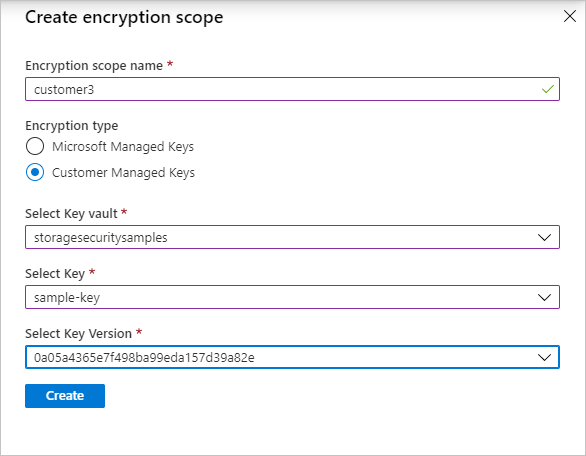 Create encryption scope
Encryption scope name *
customer3
Encryption type
Microsoft Managed Keys
Customer Managed Keys
Select Key vault *
storagesecuritysamples
Select Key *
sample-key
Select Key Version *
0a05a4365e7f498ba99eda157d39a82e
Create